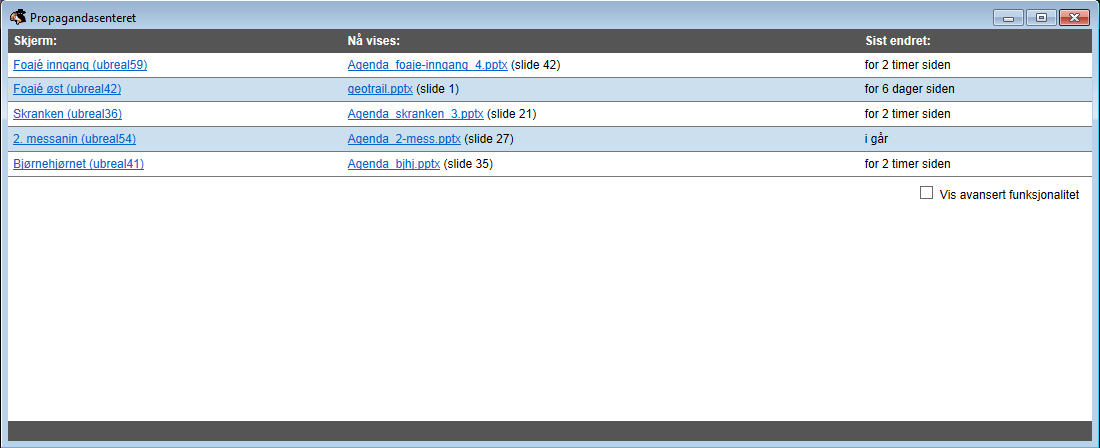 Propagandasenteret
Skjerm: Nå vises: Sist endret:
Foajé inngang (ubreal59) Agenda_foaje-inngang_4.pptx (slide 42) for 2 timer siden
Foajé øst (ubreal42) geotrail.pptx (slide 1) for 6 dager siden
Skranken (ubreal36) Agenda_skranken_3.pptx (slide 21) for 2 timer siden
2. messanin (ubreal54) Agenda_2-mess.pptx (slide 27) i går
Bjørnehjørnet (ubreal41) Agenda_bjhj.pptx (slide 35) for 2 timer siden
Vis avansert funksjonalitet